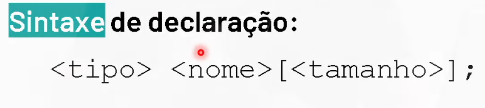 Sintaxe de declaração:
<tipo> <nome>[<tamanho>];